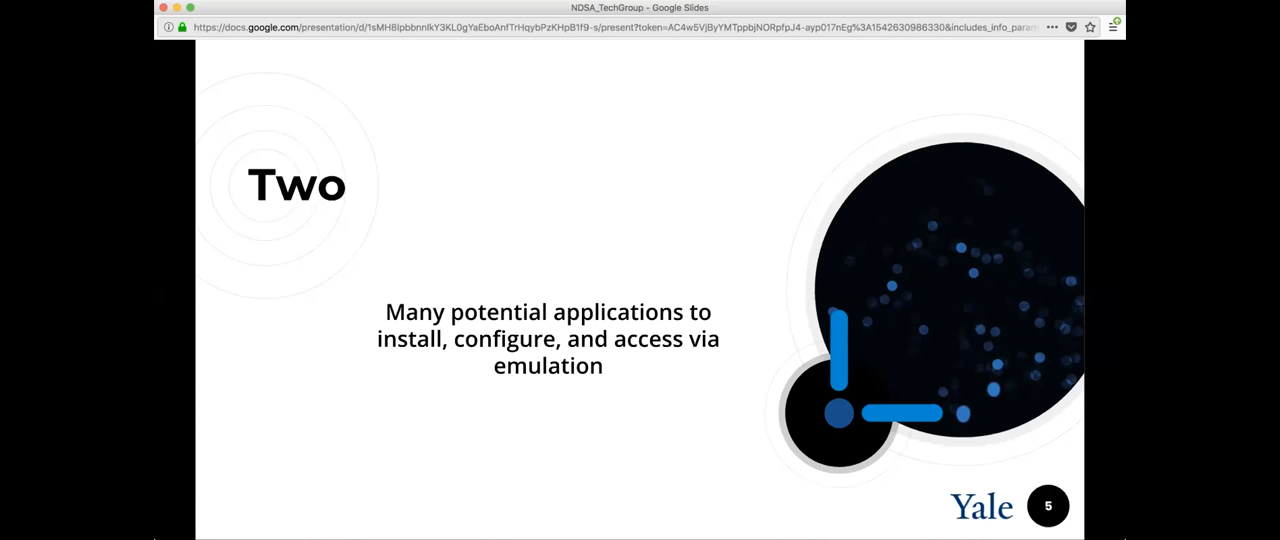 NDSA_TechGroup - Google Slides
Two
Many potential applications to
install, configure, and access via
emulation
Yale
5